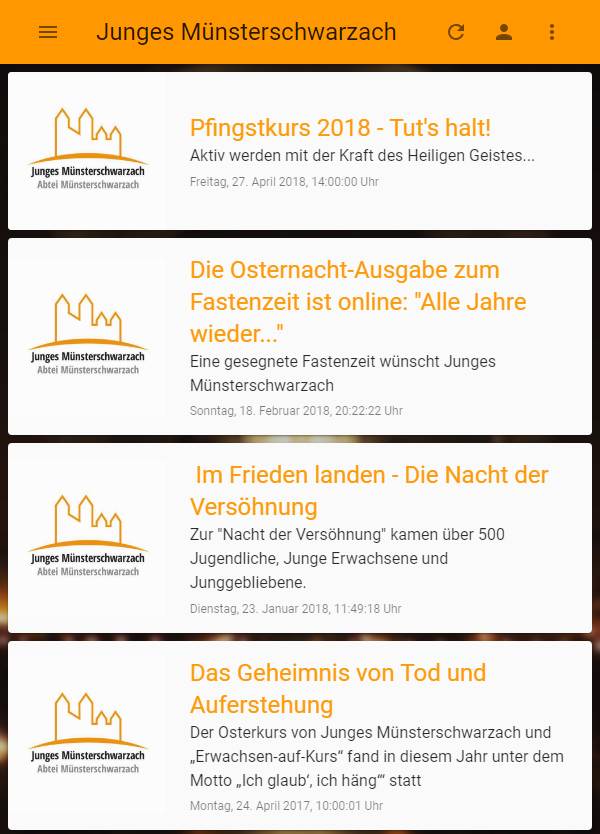 Junges Münsterschwarzach
Junges Münsterschwarzach
Abtei Münsterschwarzach
Pfingstkurs 2018 - Tut's halt!
Aktiv werden mit der Kraft des Heiligen Geistes...
Freitag, 27. April 2018, 14:00:00 Uhr
Junges Münsterschwarzach
Abtei Münsterschwarzach
Die Osternacht-Ausgabe zum
Fastenzeit ist online: "Alle Jahre
wieder..."
Eine gesegnete Fastenzeit wünscht Junges
Münsterschwarzach
Sonntag, 18. Februar 2018, 20:22:22 Uhr
Junges Münsterschwarzach
Abtei Münsterschwarzach
Im Frieden landen - Die Nacht der
Versöhnung
Zur "Nacht der Versöhnung" kamen über 500
Jugendliche, Junge Erwachsene und
Junggebliebene.
Dienstag, 23. Januar 2018, 11:49:18 Uhr
Junges Münsterschwarzach
Abtei Münsterschwarzach
Das Geheimnis von Tod und
Auferstehung
Der Osterkurs von Junges Münsterschwarzach und
„Erwachsen-auf-Kurs“ fand in diesem Jahr unter dem
Motto „Ich glaub‘, ich häng‘“ statt
Montag, 24. April 2017, 10:00:01 Uhr